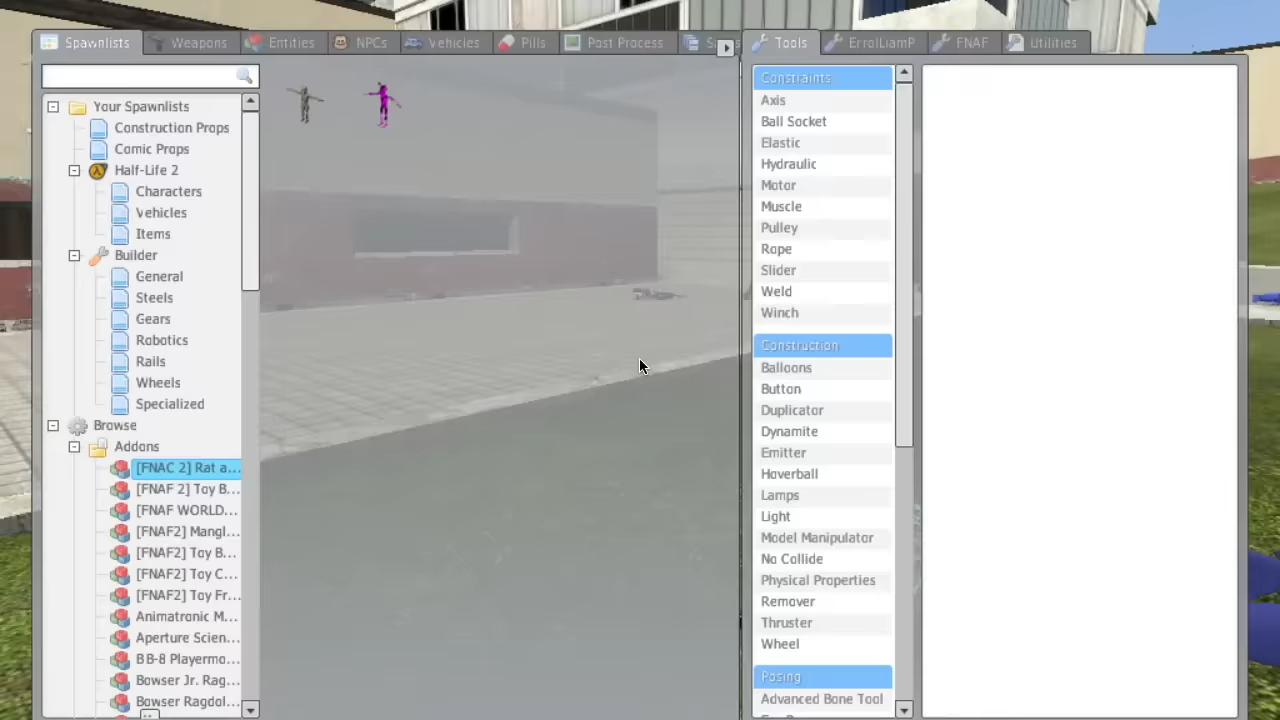 Spawnlists Weapons Entities NPCs Vehicles Pills Post Process
Tools ErrolLiamP FNAF Utilities
Your Spawnlists
Construction Props
Comic Props
Half-Life 2
Characters
Vehicles
Items
Builder
General
Steels
Gears
Robotics
Rails
Wheels
Specialized
Browse
Addons
[FNAC 2] Rat a...
[FNAF 2] Toy B...
[FNAF WORLD...
[FNAF2] Mangl...
[FNAF2] Toy B...
[FNAF2] Toy C...
[FNAF2] Toy Fr...
Animatronic M...
Aperture Scien...
BB-8 Playermo...
Bowser Jr. Rag...
Bowser Ragdol...
Constraints
Axis
Ball Socket
Elastic
Hydraulic
Motor
Muscle
Pulley
Rope
Slider
Weld
Winch
Construction
Balloons
Button
Duplicator
Dynamite
Emitter
Hoverball
Lamps
Light
Model Manipulator
No Collide
Physical Properties
Remover
Thruster
Wheel
Posing
Advanced Bone Tool